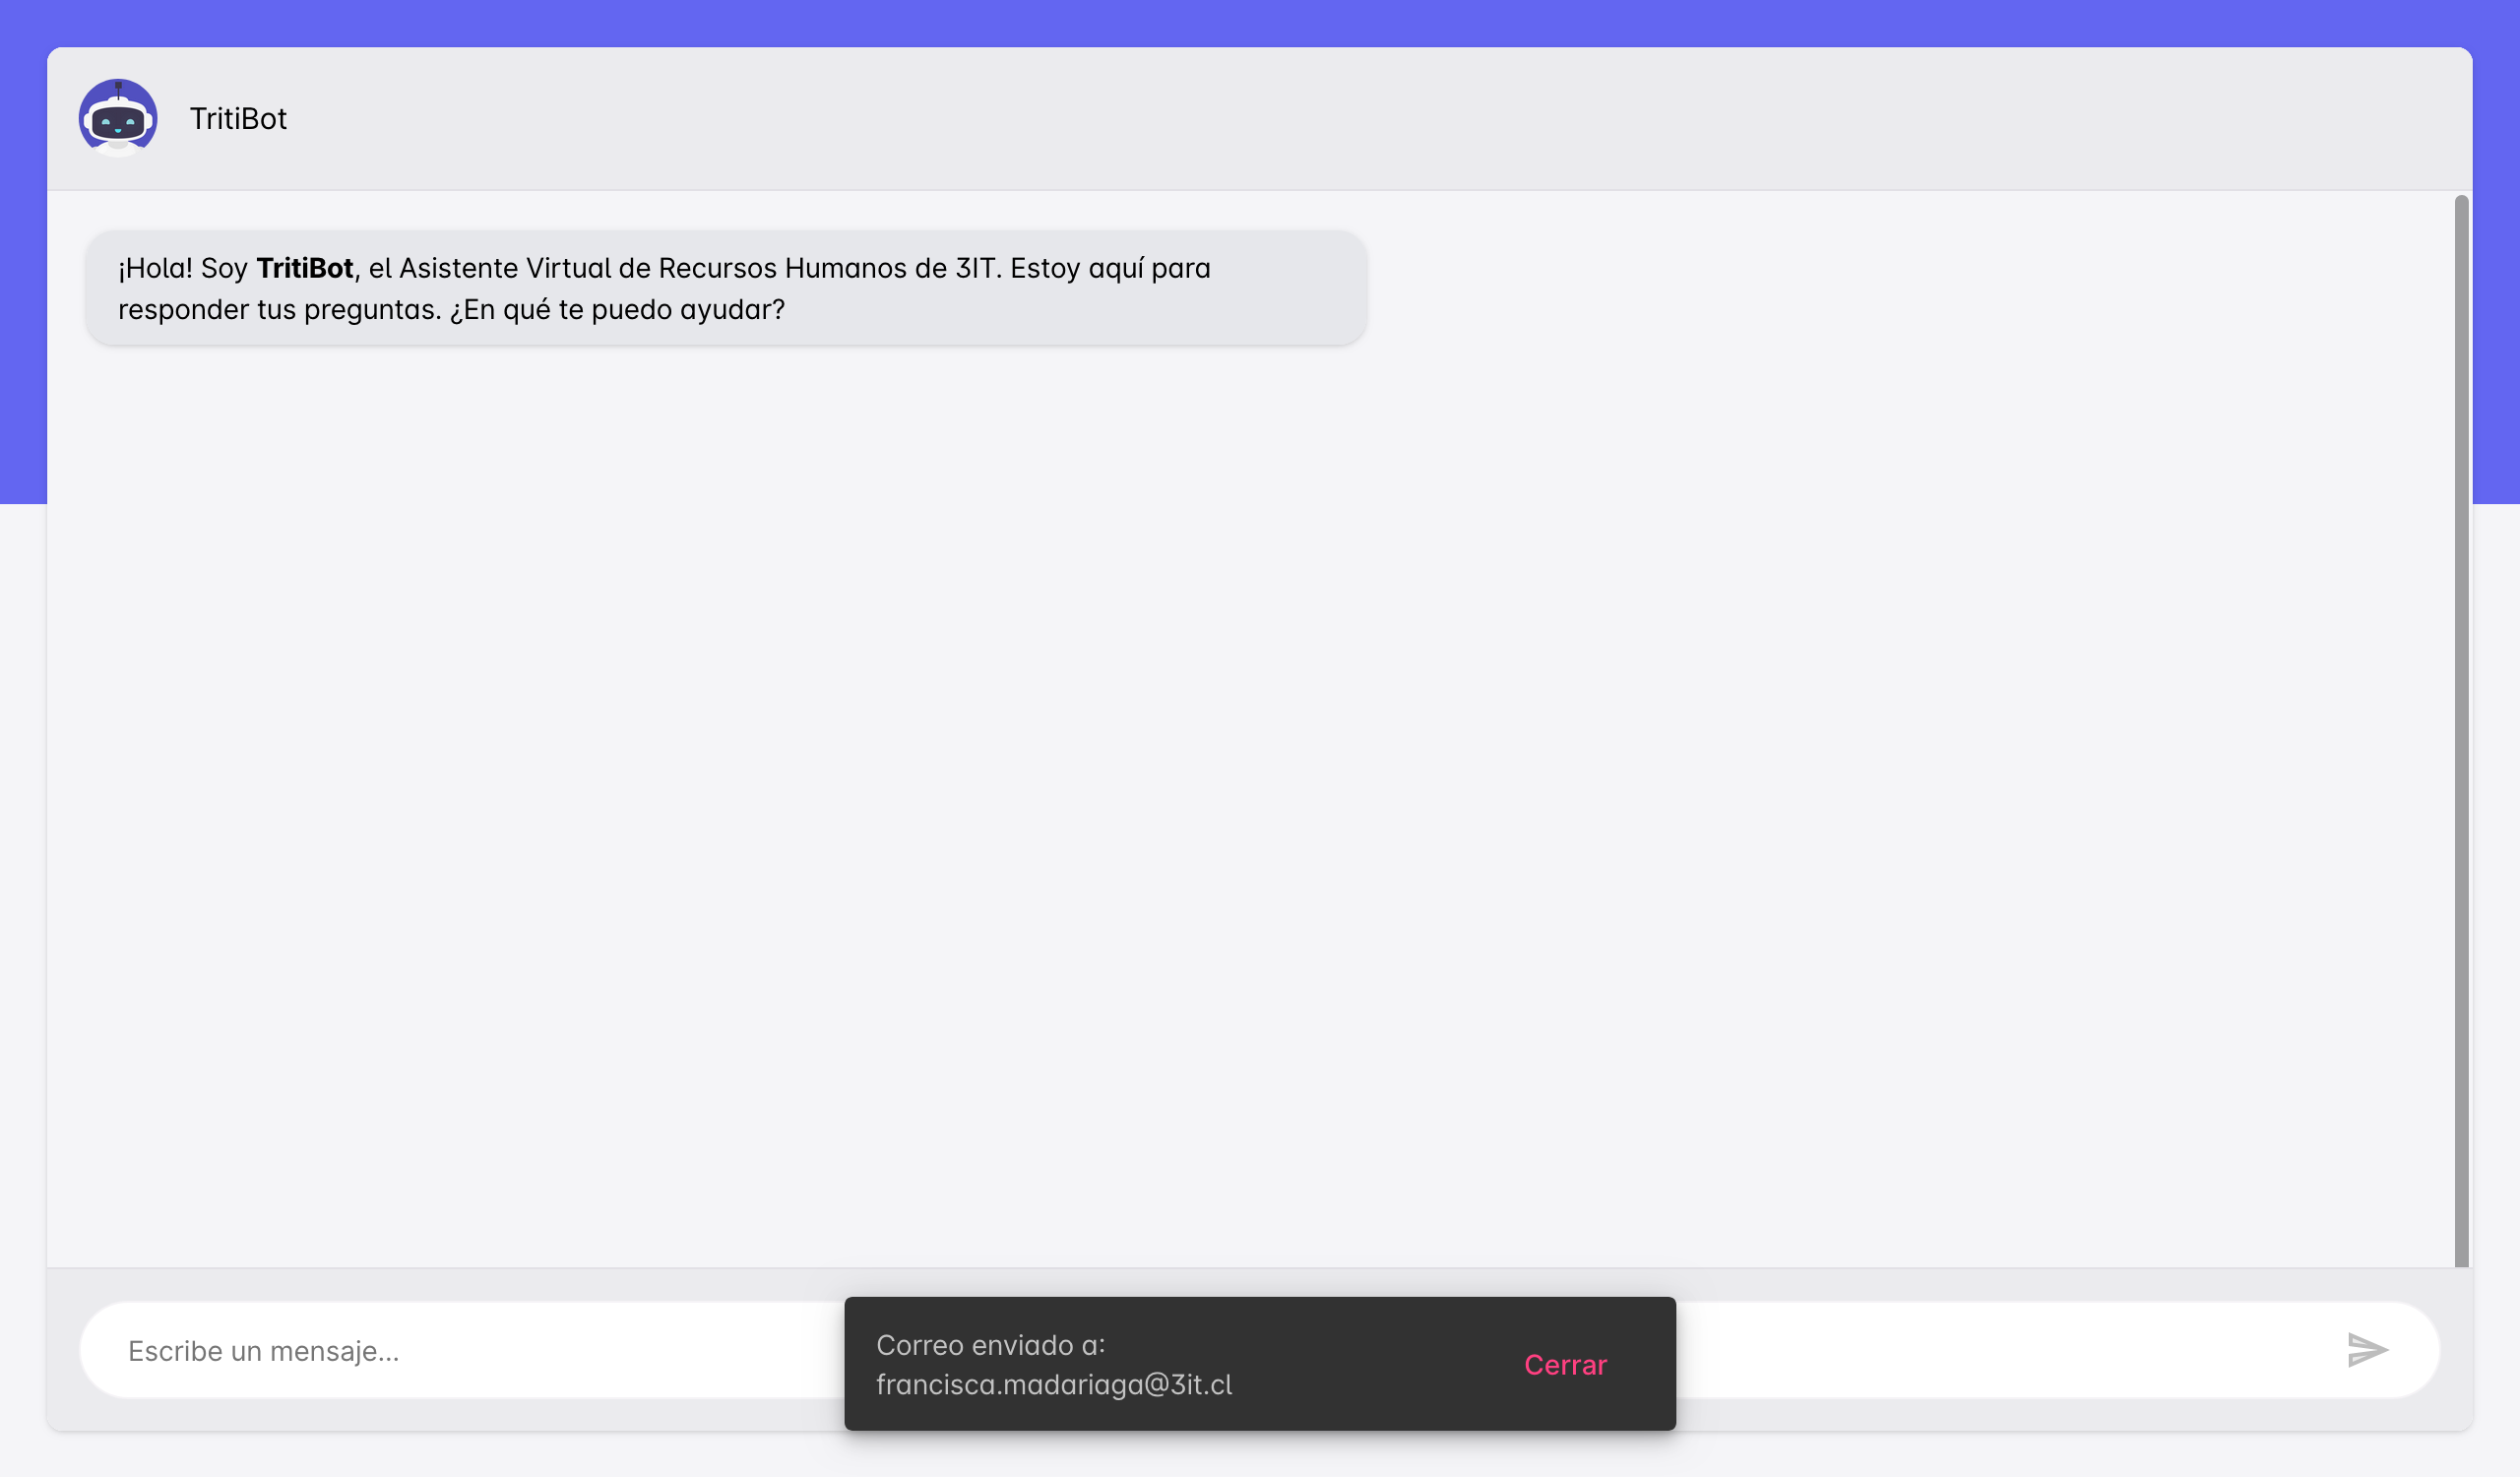 TritiBot
¡Hola! Soy TritiBot, el Asistente Virtual de Recursos Humanos de 3IT. Estoy aquí para
responder tus preguntas. ¿En qué te puedo ayudar?
Escribe un mensaje...
Correo enviado a:
francisca.madariaga@3it.cl
Cerrar